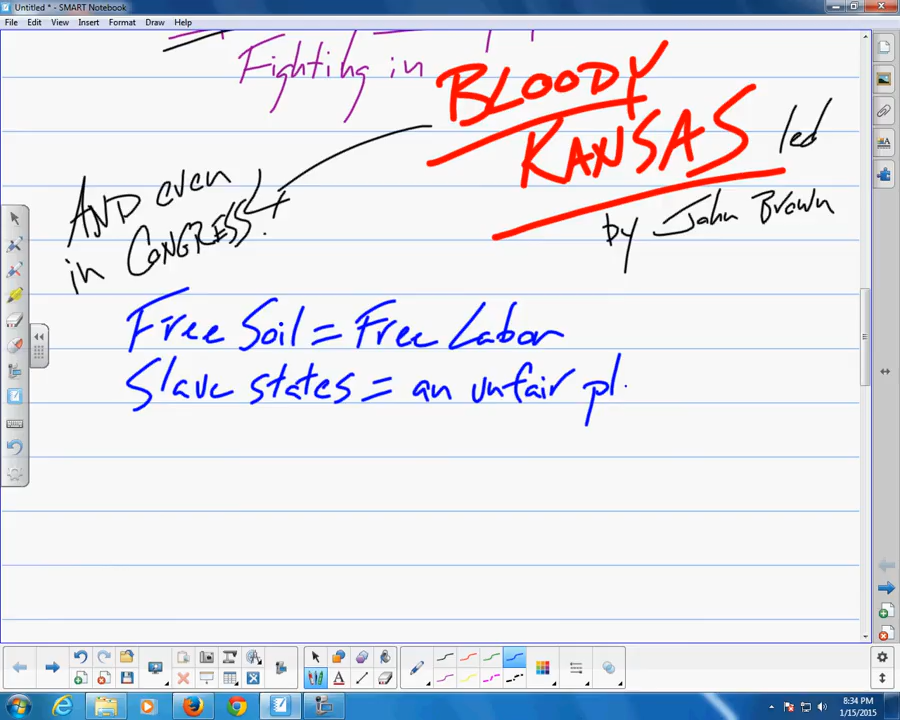 Untitled * - SMART Notebook
File Edit View Insert Format Draw Help
Fighting in
BLOODY
KANSAS led
by John Brown
AND even
in CONGRESS!
Free Soil = Free Labor
Slave states = an unfair pl
8:34 PM
1/15/2015